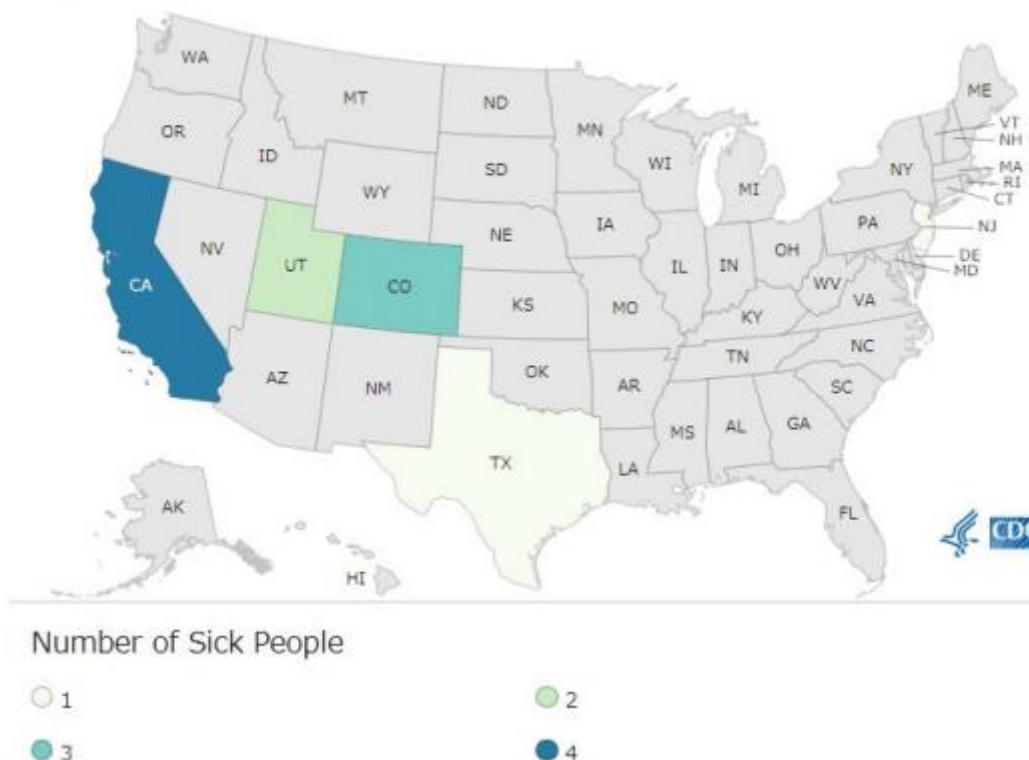 WA
MT
ND
MN
ME
VT
NH
OR
ID
SD
WI
NY
MA
RI
CT
WY
MI
NV
UT
CO
NE
IA
IL
IN
OH
PA
NJ
DE
MD
CA
KS
MO
WV
VA
KY
AZ
NM
OK
AR
TN
NC
SC
TX
LA
MS
AL
GA
AK
HI
FL
CDC
Number of Sick People
1
2
3
4